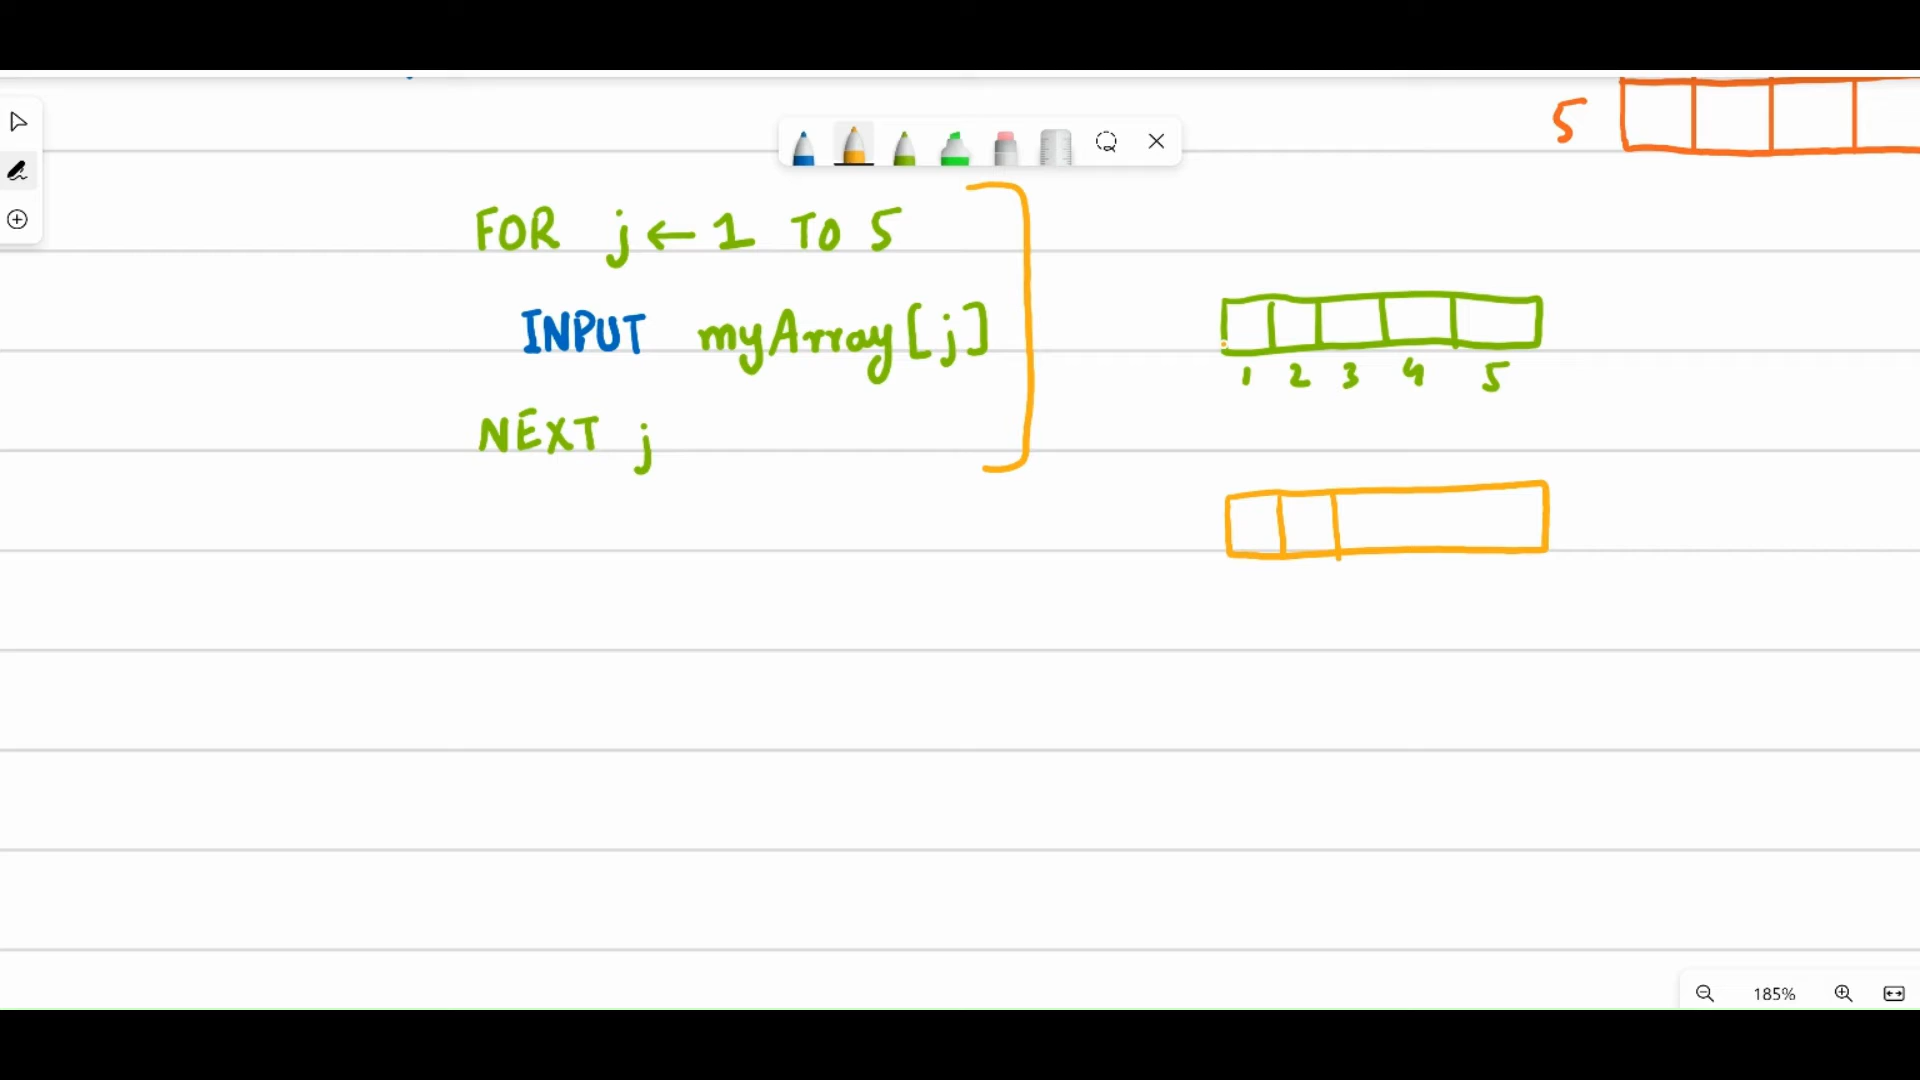 5
FOR j ← 1 TO 5
INPUT myArray[j]
1 2 3 4 5
NEXT j
185%